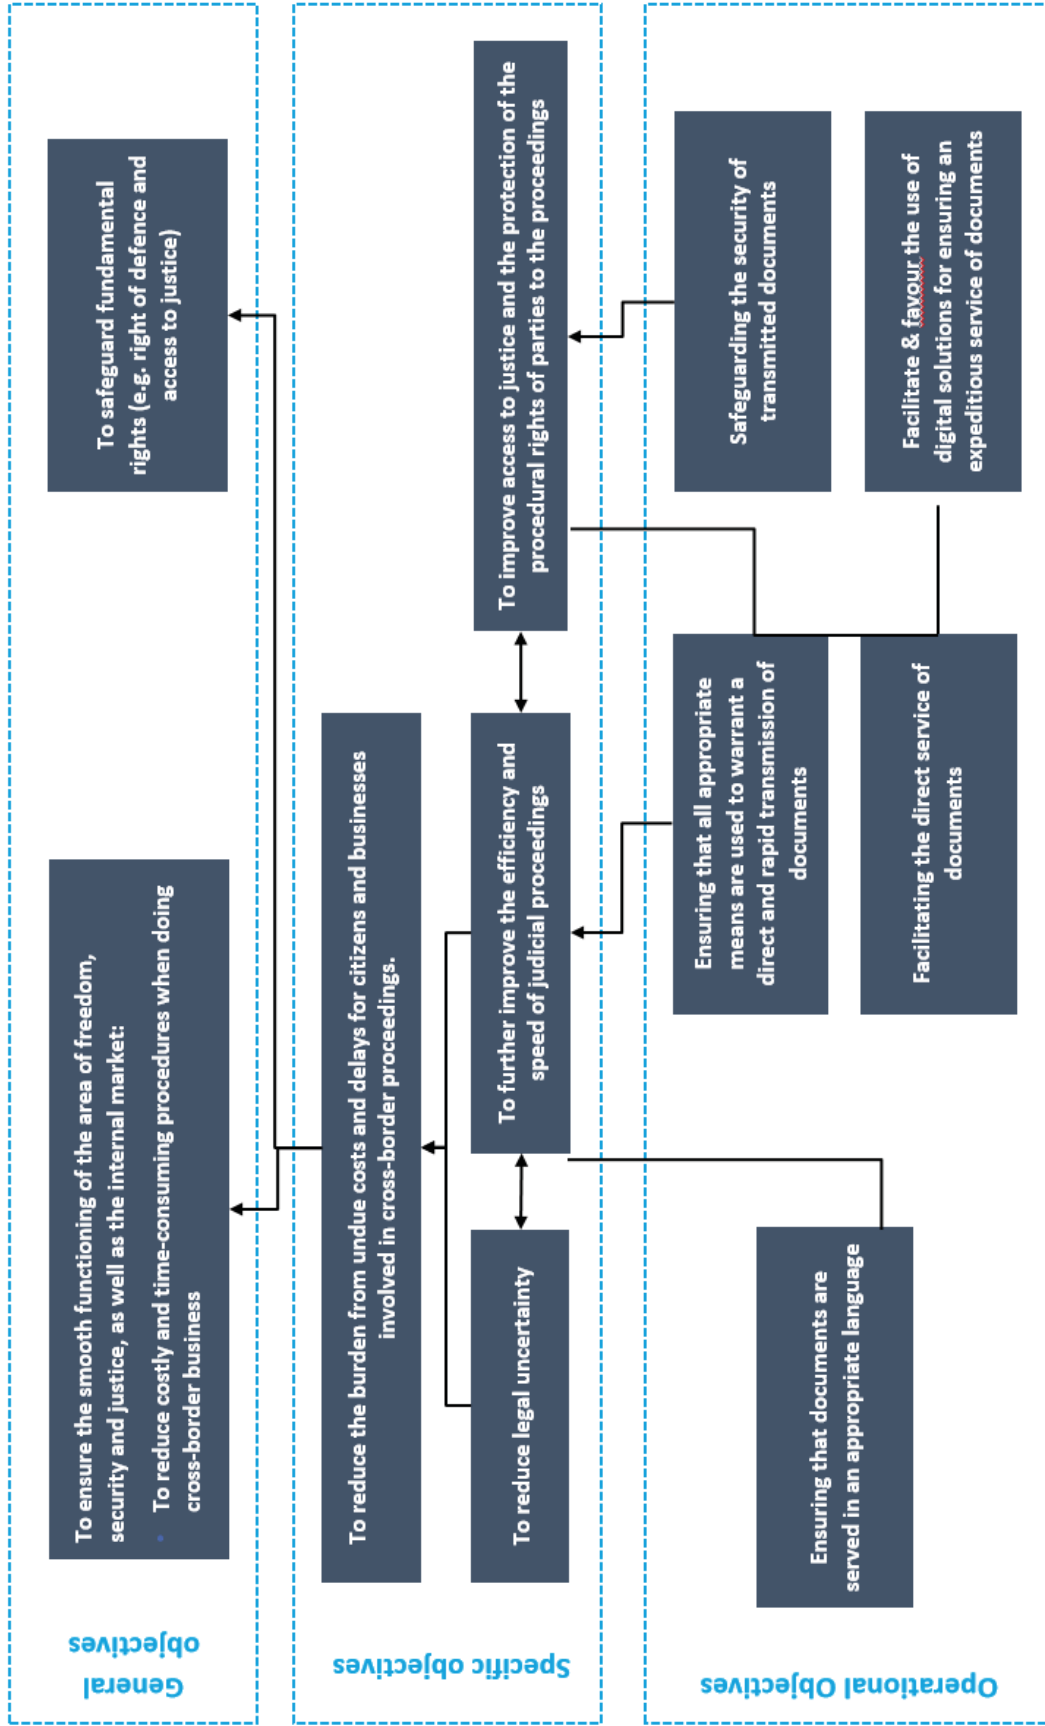 General
objectives
To ensure the smooth functioning of the area of freedom,
security and justice, as well as the internal market:
• To reduce costly and time-consuming procedures when doing
cross-border business
To safeguard fundamental
rights (e.g. right of defence and
access to justice)
Specific objectives
To reduce the burden from undue costs and delays for citizens and businesses
involved in cross-border proceedings.
To reduce legal uncertainty
To further improve the efficiency and
speed of judicial proceedings
To improve access to justice and the protection of the
procedural rights of parties to the proceedings
Operational Objectives
Ensuring that documents are
served in an appropriate language
Ensuring that all appropriate
means are used to warrant a
direct and rapid transmission of
documents
Safeguarding the security of
transmitted documents
Facilitating the direct service of
documents
Facilitate & favour the use of
digital solutions for ensuring an
expeditious service of documents